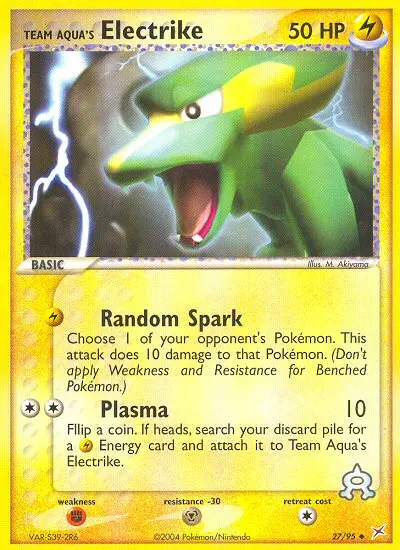 TEAM AQUA'S Electrike 50 HP
BASIC
Illus. M. Akiyama
Random Spark
Choose 1 of your opponent's Pokémon. This
attack does 10 damage to that Pokémon. (Don't
apply Weakness and Resistance for Benched
Pokémon.)
Plasma 10
Fllip a coin. If heads, search your discard pile for
a Energy card and attach it to Team Aqua's
Electrike.
weakness resistance -30 retreat cost
VAR-S39-2R6 ©2004 Pokémon/Nintendo 27/95